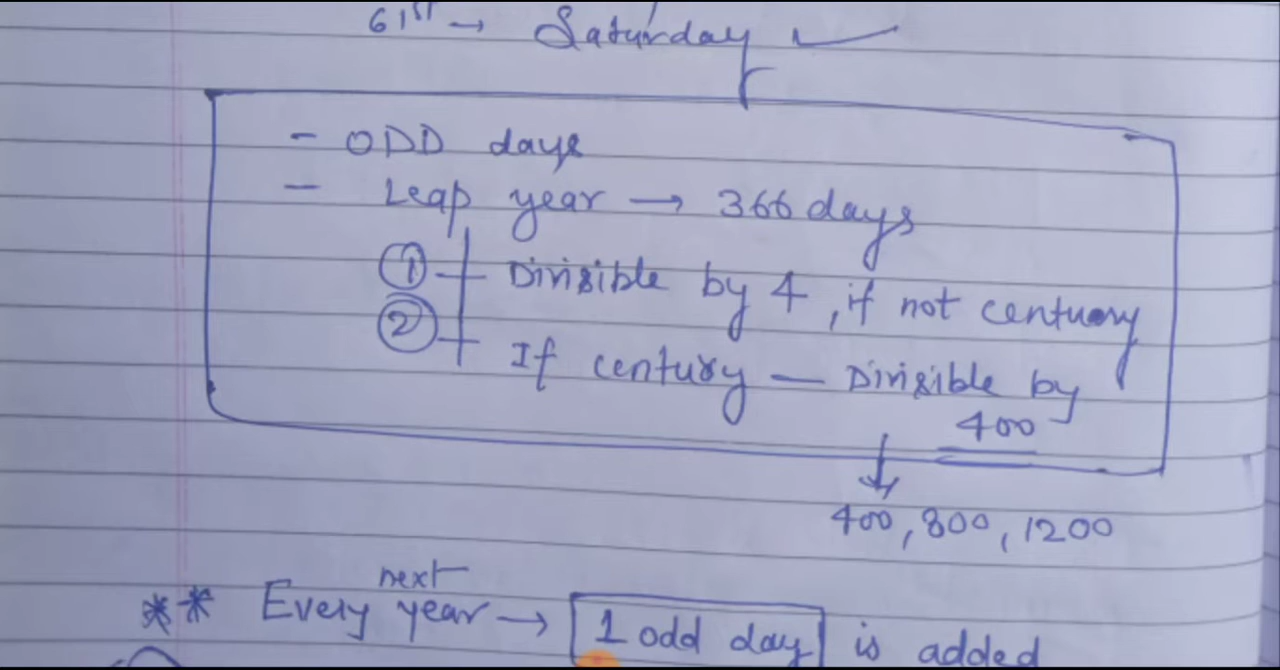 61st → Saturday
- ODD days
- Leap year → 366 days
① Divisible by 4, if not century
② If century — Divisible by
400
400, 800, 1200
next
** Every year → 1 odd day is added